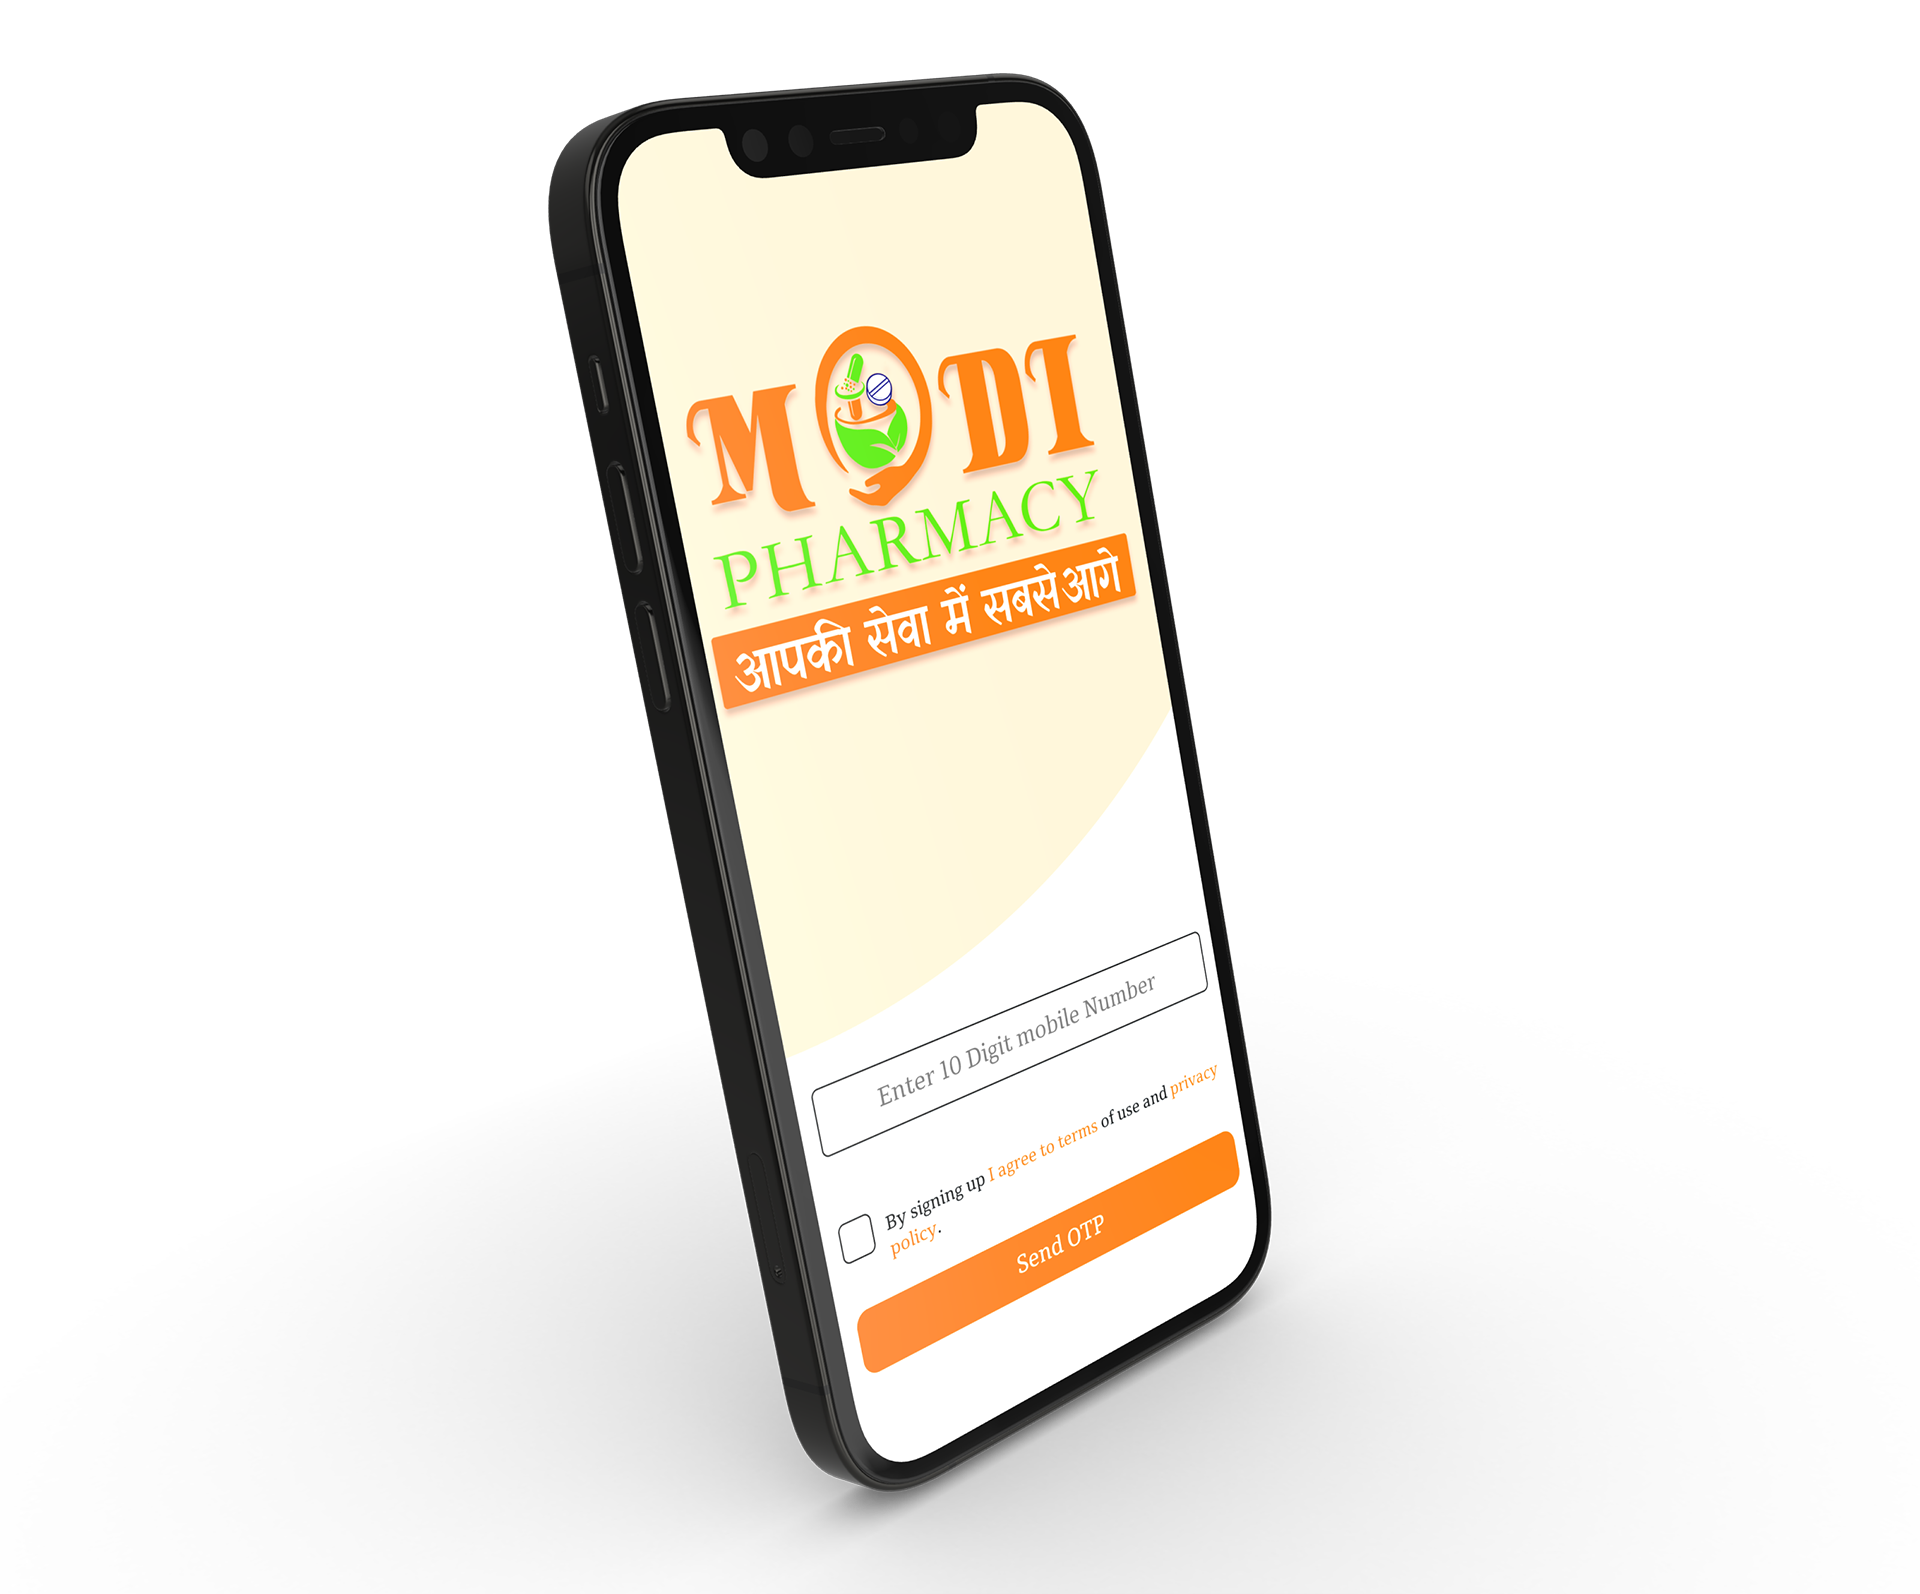 MODI
PHARMACY
आपकी सेवा में सबसे आगे
Enter 10 Digit mobile Number
By signing up I agree to terms of use and privacy
policy.
Send OTP